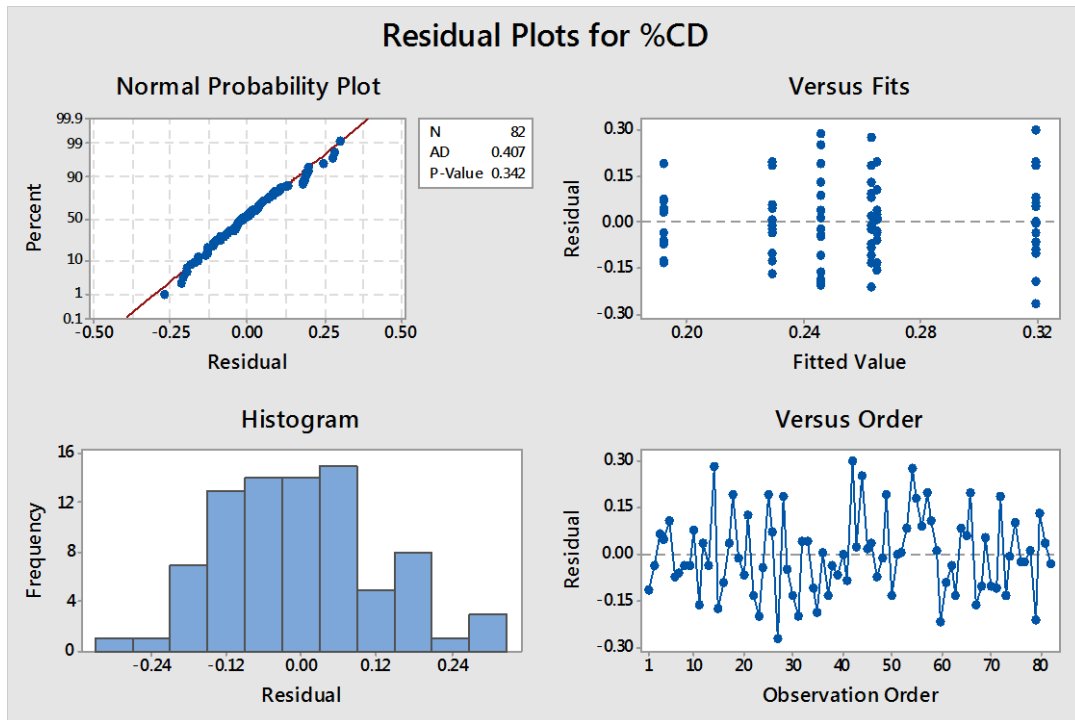 Residual Plots for %CD
Normal Probability Plot
99.9
99
90
50
10
1
0.1
Percent
-0.50 -0.25 0.00 0.25 0.50
Residual
N 82
AD 0.407
P-Value 0.342
Versus Fits
0.30
0.15
0.00
-0.15
-0.30
Residual
0.20 0.24 0.28 0.32
Fitted Value
Histogram
16
12
8
4
0
Frequency
-0.24 -0.12 0.00 0.12 0.24
Residual
Versus Order
0.30
0.15
0.00
-0.15
-0.30
Residual
1 10 20 30 40 50 60 70 80
Observation Order